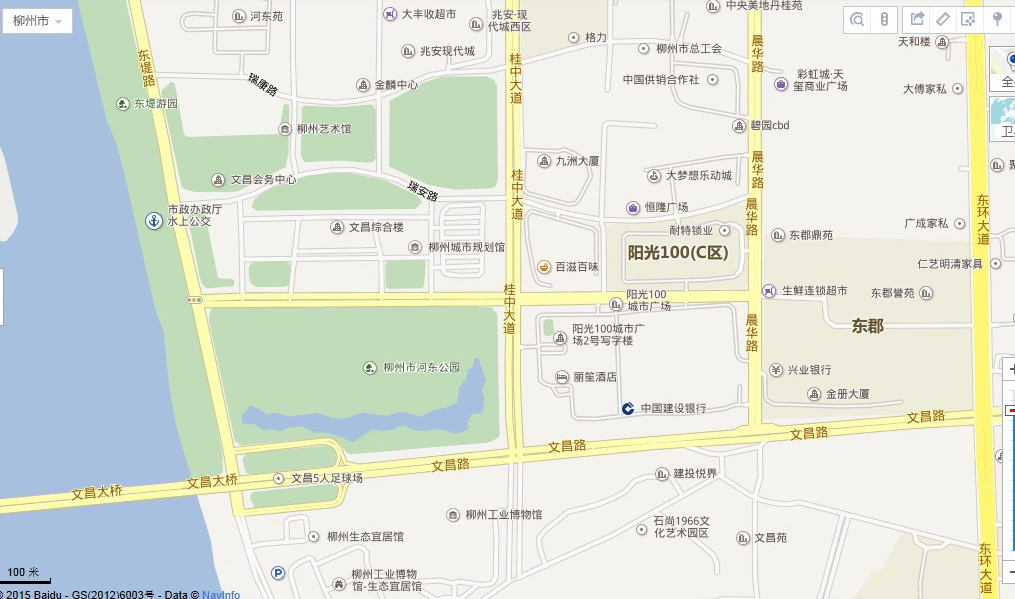 柳州市
河东苑
大丰收超市
兆安·现
代城西区
中央美地丹桂苑
格力
天和楼
东堤路
兆安现代城
桂中大道
柳州市总工会
晨华路
全
瑞康路
金麟中心
中国供销合作社
彩虹城·天
玺商业广场
大傅家私
东堤游园
柳州艺术馆
碧园cbd
卫
九洲大厦
文昌会务中心
瑞安路
桂中大道
大梦想乐动城
晨华路
市政办政厅
水上公交
恒隆广场
晨华路
东环大道
文昌综合楼
耐特锁业
广成家私
柳州城市规划馆
阳光100(C区)
东郡鼎苑
百滋百味
仁艺明清家具
桂中大道
阳光100
城市广场
生鲜连锁超市
东郡誉苑
阳光100城市广
场2号写字楼
晨华路
东郡
柳州市河东公园
丽笙酒店
兴业银行
金册大厦
中国建设银行
文昌路
文昌路
文昌路
文昌路
文昌大桥
文昌大桥
文昌5人足球场
建投悦界
柳州工业博物馆
石尚1966文
化艺术园区
文昌苑
柳州生态宜居馆
东环大道
P
柳州工业博物
馆-生态宜居馆
100 米
© 2015 Baidu - GS(2012)6003号 - Data © NavInfo